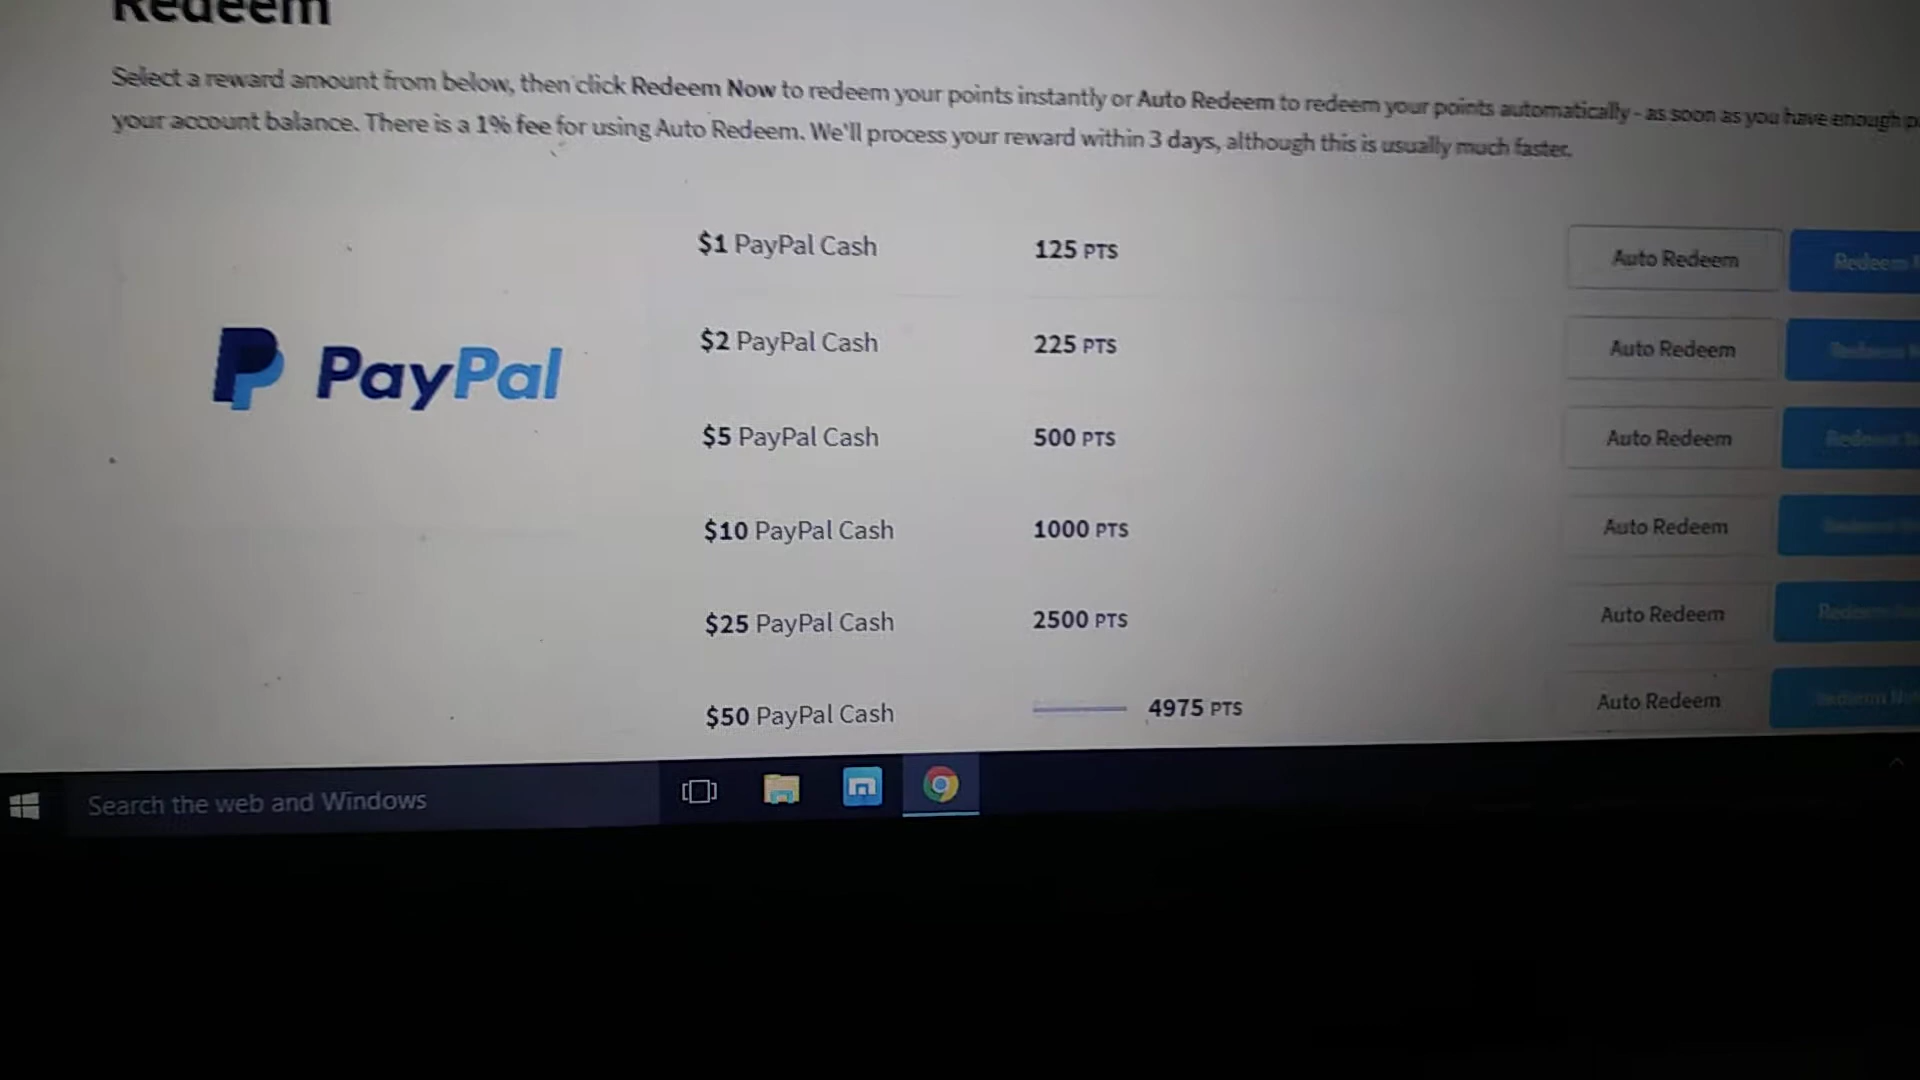 Redeem
Select a reward amount from below, then click Redeem Now to redeem your points instantly or Auto Redeem to redeem your points automatically - as soon as you have enough
your account balance. There is a 1% fee for using Auto Redeem. We'll process your reward within 3 days, although this is usually much faster.
PayPal
$1 PayPal Cash 125 PTS Auto Redeem Redeem
$2 PayPal Cash 225 PTS Auto Redeem
$5 PayPal Cash 500 PTS Auto Redeem
$10 PayPal Cash 1000 PTS Auto Redeem
$25 PayPal Cash 2500 PTS Auto Redeem
$50 PayPal Cash 4975 PTS Auto Redeem
Search the web and Windows